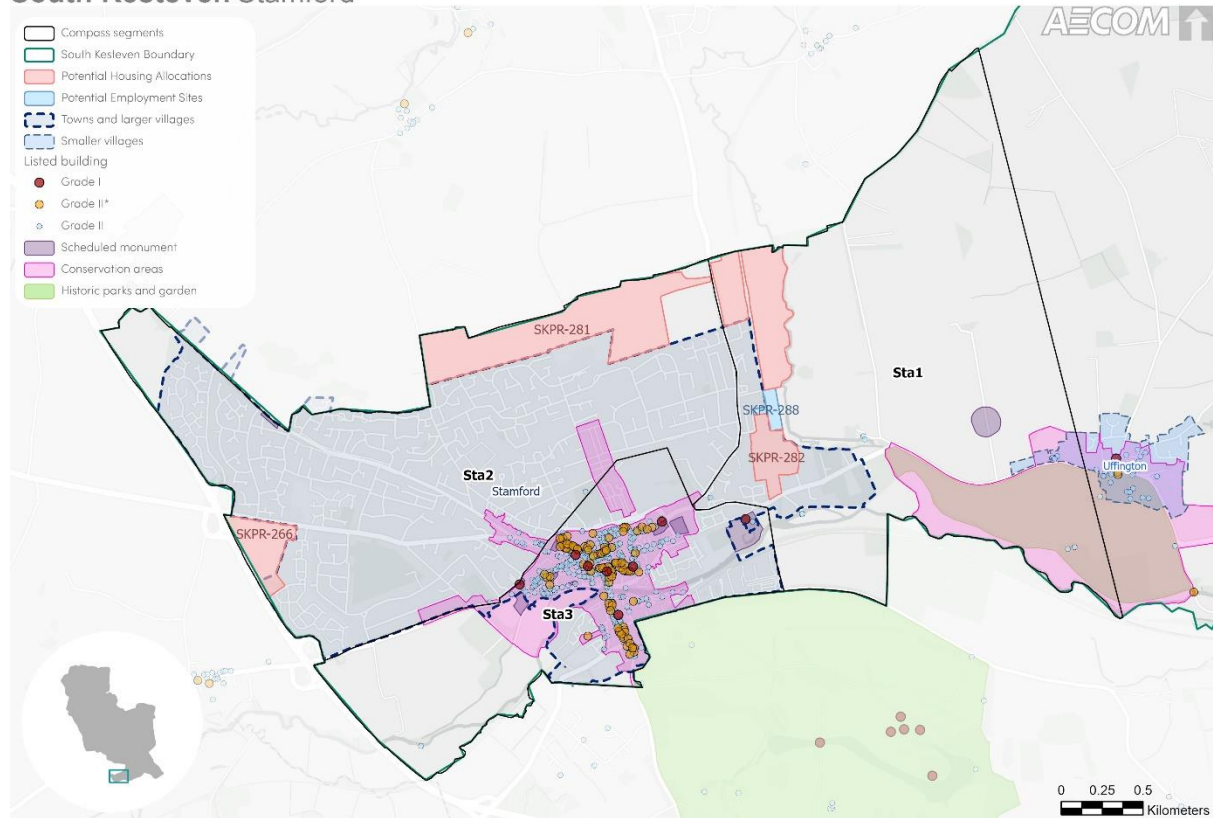 South Kesteven Stamford
AECOM
Compass segments
South Kesteven Boundary
Potential Housing Allocations
Potential Employment Sites
Towns and larger villages
Smaller villages
Listed building
Grade I
Grade II*
Grade II
Scheduled monument
Conservation areas
Historic parks and garden
SKPR-281
Sta1
SKPR-288
SKPR-282
Uffington
Sta2
Stamford
SKPR-266
Sta3
0 0.25 0.5
Kilometers